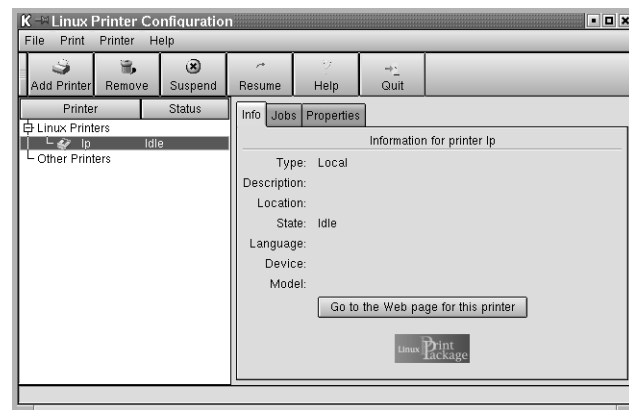 Linux Printer Configuration
File Print Printer Help
Add Printer Remove Suspend Resume Help Quit
Printer Status
Linux Printers
lp Idle
Other Printers
Info Jobs Properties
Information for printer lp
Type: Local
Description:
Location:
State: Idle
Language:
Device:
Model:
Go to the Web page for this printer
Linux Print Package